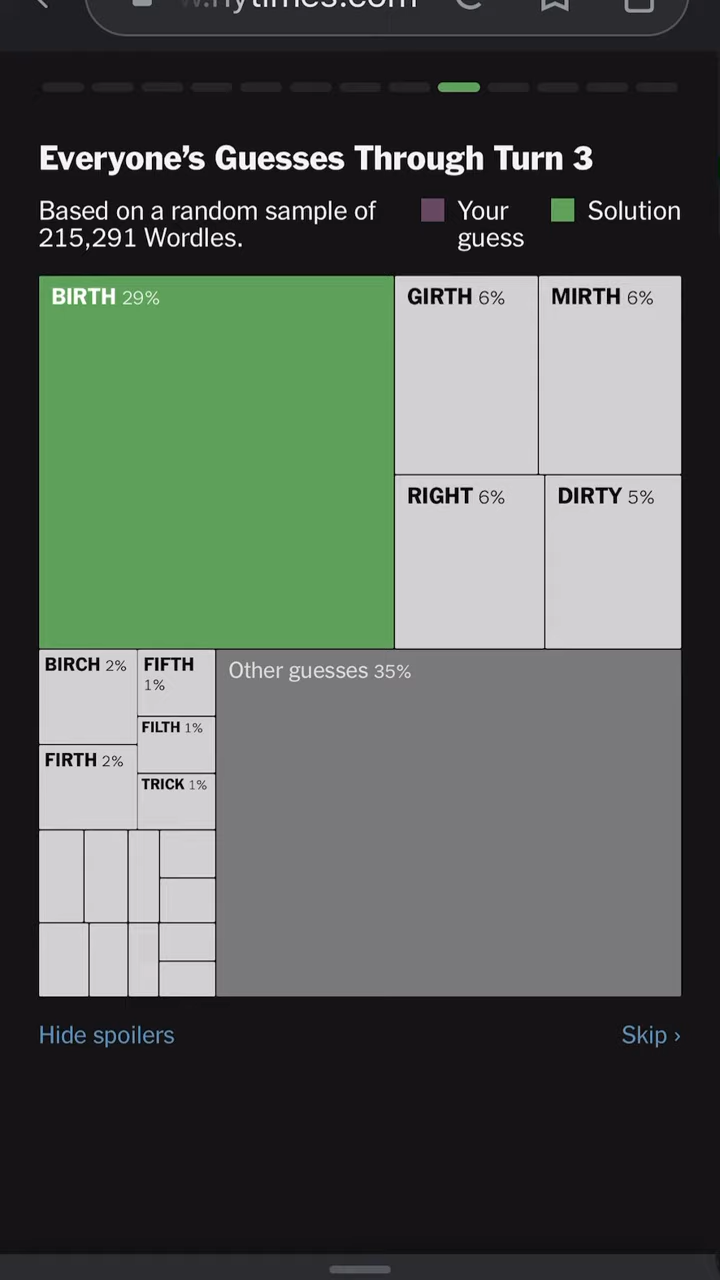 nytimes.com
Everyone's Guesses Through Turn 3
Based on a random sample of
215,291 Wordles.
Your
guess
Solution
BIRTH 29%
GIRTH 6%
MIRTH 6%
RIGHT 6%
DIRTY 5%
BIRCH 2%
FIFTH
1%
FILTH 1%
FIRTH 2%
TRICK 1%
Other guesses 35%
Hide spoilers
Skip ›